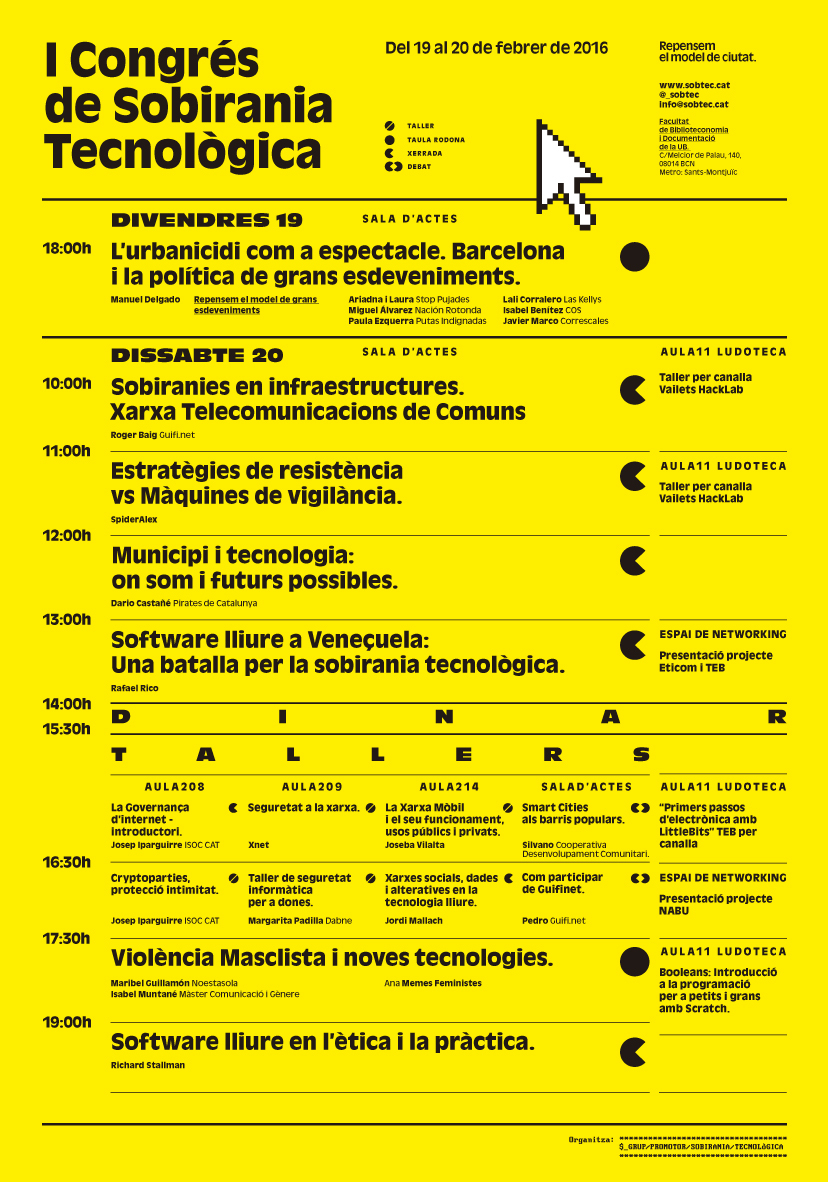 I Congrés
de Sobirania
Tecnològica
Del 19 al 20 de febrer de 2016
TALLER
TAULA RODONA
XERRADA
DEBAT
Repensem
el model de ciutat.
www.sobtec.cat
@_sobtec
info@sobtec.cat
Facultat
de Biblioteconomia
i Documentació
de la UB.
C/Melcior de Palau, 140,
08014 BCN
Metro: Sants-Montjuïc
DIVENDRES 19
SALA D'ACTES
18:00h
L'urbanicidi com a espectacle. Barcelona
i la política de grans esdeveniments.
Manuel Delgado
Repensem el model de grans
esdeveniments
Ariadna i Laura Stop Pujades
Miguel Álvarez Nación Rotonda
Paula Ezquerra Putas Indignadas
Lali Corralero Las Kellys
Isabel Benítez COS
Javier Marco Correscales
DISSABTE 20
SALA D'ACTES
AULA11 LUDOTECA
10:00h
Sobiranies en infraestructures.
Xarxa Telecomunicacions de Comuns
Roger Baig Guifi.net
Taller per canalla
Vailets HackLab
11:00h
Estratègies de resistència
vs Màquines de vigilància.
SpiderAlex
AULA11 LUDOTECA
Taller per canalla
Vailets HackLab
12:00h
Municipi i tecnologia:
on som i futurs possibles.
Dario Castañé Pirates de Catalunya
13:00h
Software lliure a Veneçuela:
Una batalla per la sobirania tecnològica.
Rafael Rico
ESPAI DE NETWORKING
Presentació projecte
Eticom i TEB
14:00h
DINAR
15:30h
TALLERS
AULA208
La Governança
d'internet -
introductori.
Josep Iparguirre ISOC CAT
AULA209
Seguretat a la xarxa.
Xnet
AULA214
La Xarxa Mòbil
i el seu funcionament,
usos públics i privats.
Joseba Vilalta
SALAD'ACTES
Smart Cities
als barris populars.
Silvano Cooperativa
Desenvolupament Comunitari.
AULA11 LUDOTECA
"Primers passos
d'electrònica amb
LittleBits" TEB per
canalla
16:30h
Cryptoparties,
protecció intimitat.
Josep Iparguirre ISOC CAT
Taller de seguretat
informàtica
per a dones.
Margarita Padilla Dabne
Xarxes socials, dades
i alteratives en la
tecnologia lliure.
Jordi Mallach
Com participar
de Guifinet.
Pedro Guifi.net
ESPAI DE NETWORKING
Presentació projecte
NABU
17:30h
Violència Masclista i noves tecnologies.
Maribel Guillamón Noestasola
Isabel Muntané Màster Comunicació i Gènere
Ana Memes Feministes
AULA11 LUDOTECA
Booleans: Introducció
a la programació
per a petits i grans
amb Scratch.
19:00h
Software lliure en l'ètica i la pràctica.
Richard Stallman
Organitza:
$_GRUP/PROMOTOR/SOBIRANIA/TECNOLÒGICA